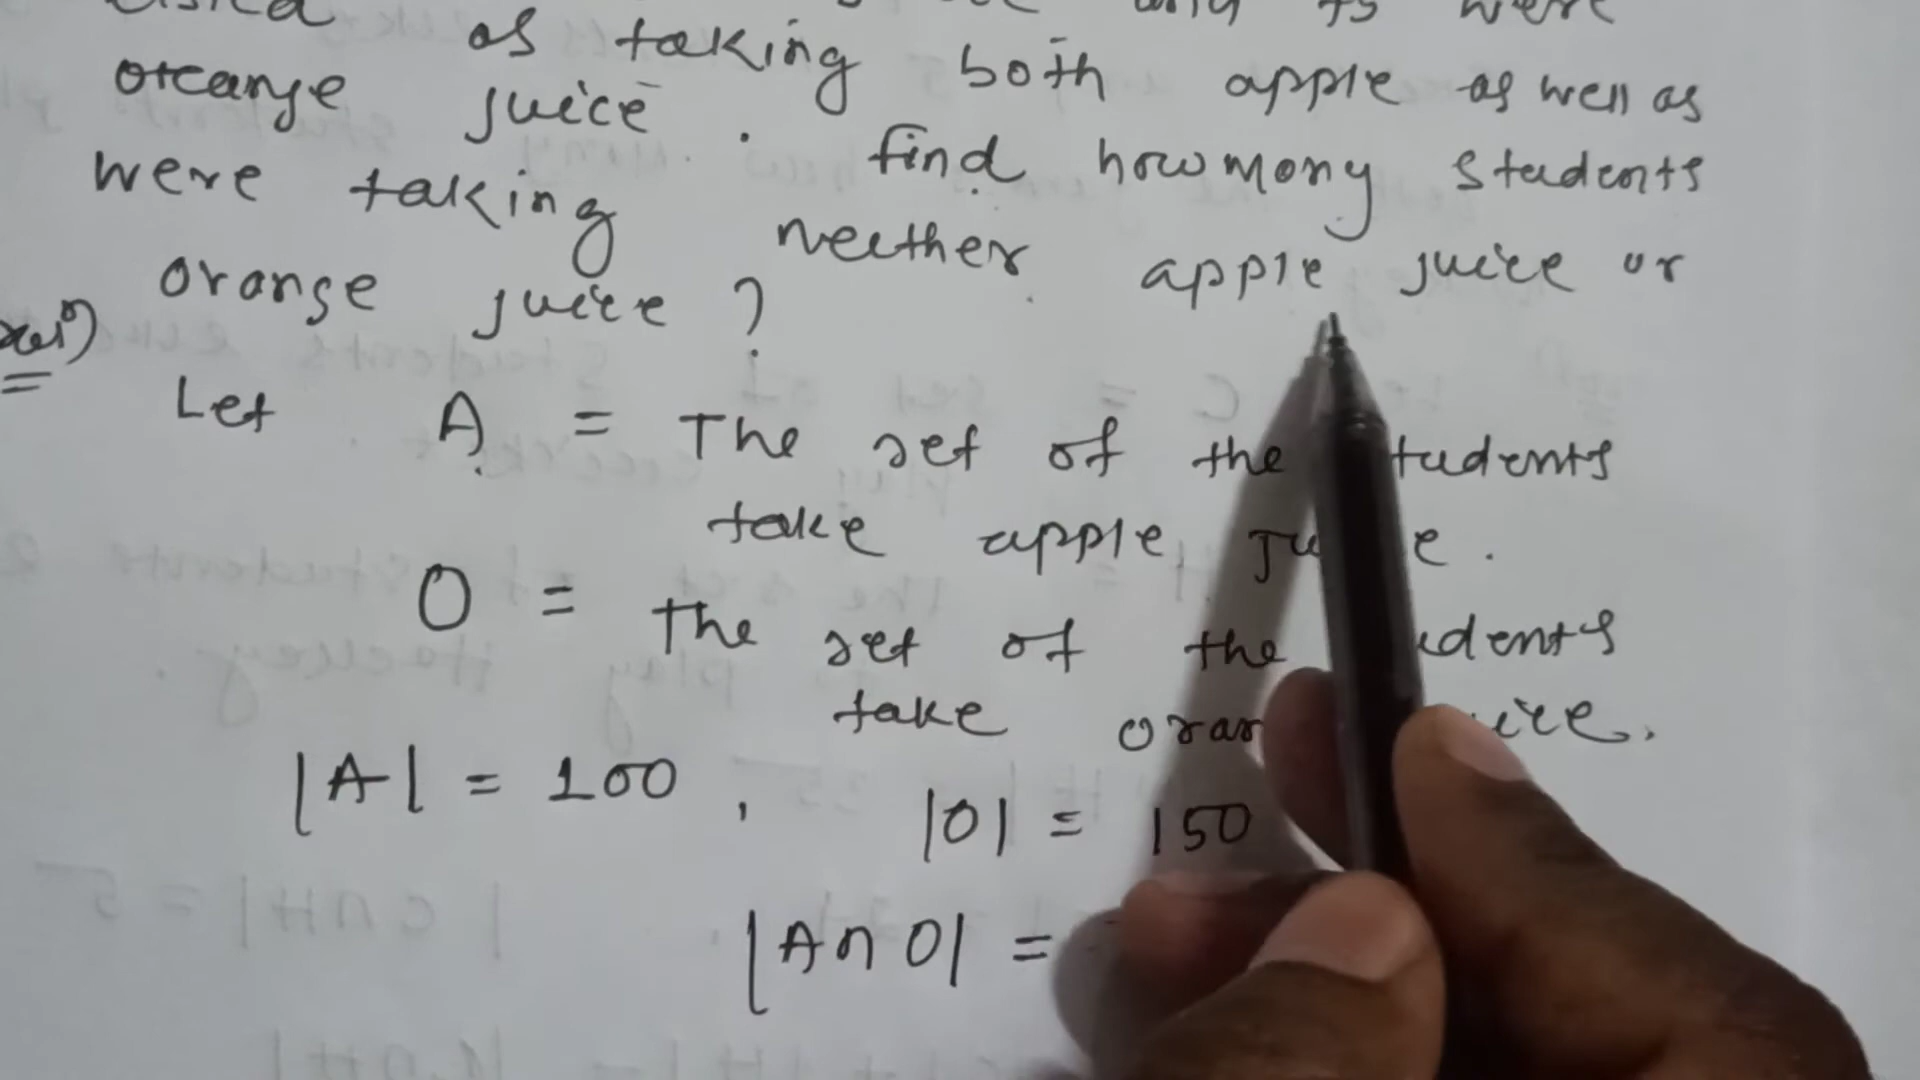 as taking both apple as well as
orange juice. find how many students
were taking neither apple juice or
orange juice ?
Let A = The set of the students
take apple
O = The set of the
take
|A| = 100 , |O| = 150
|A∩O| =